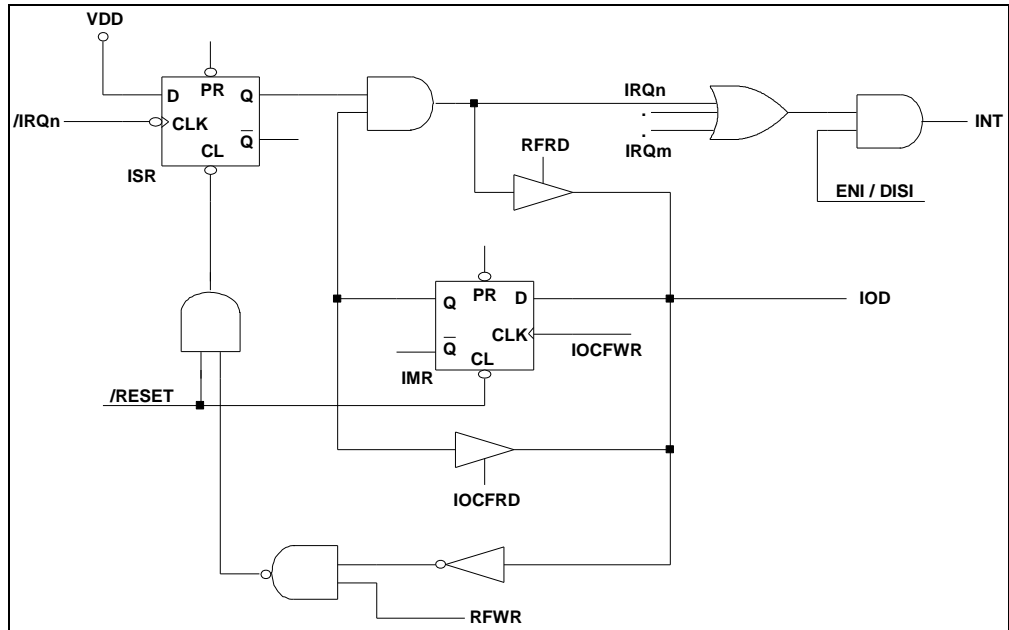 VDD
PR
D
Q
/IRQn
CLK
Q
CL
ISR
IRQn
.
.
IRQm
INT
RFRD
ENI / DISI
PR
Q
D
IOD
CLK
Q
IOCFWR
CL
IMR
/RESET
IOCFRD
RFWR